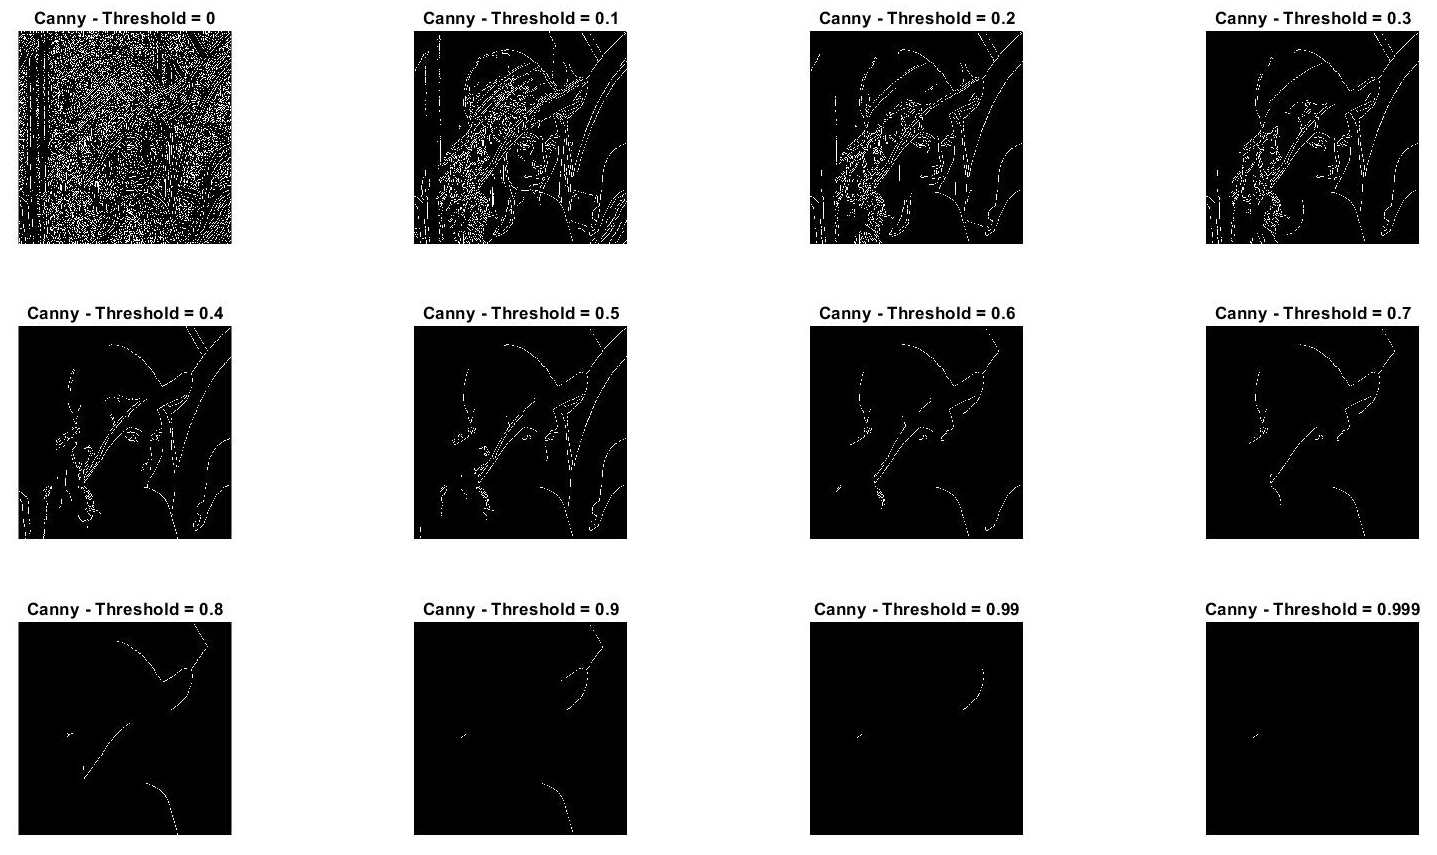 Canny - Threshold = 0
Canny - Threshold = 0.1
Canny - Threshold = 0.2
Canny - Threshold = 0.3
Canny - Threshold = 0.4
Canny - Threshold = 0.5
Canny - Threshold = 0.6
Canny - Threshold = 0.7
Canny - Threshold = 0.8
Canny - Threshold = 0.9
Canny - Threshold = 0.99
Canny - Threshold = 0.999